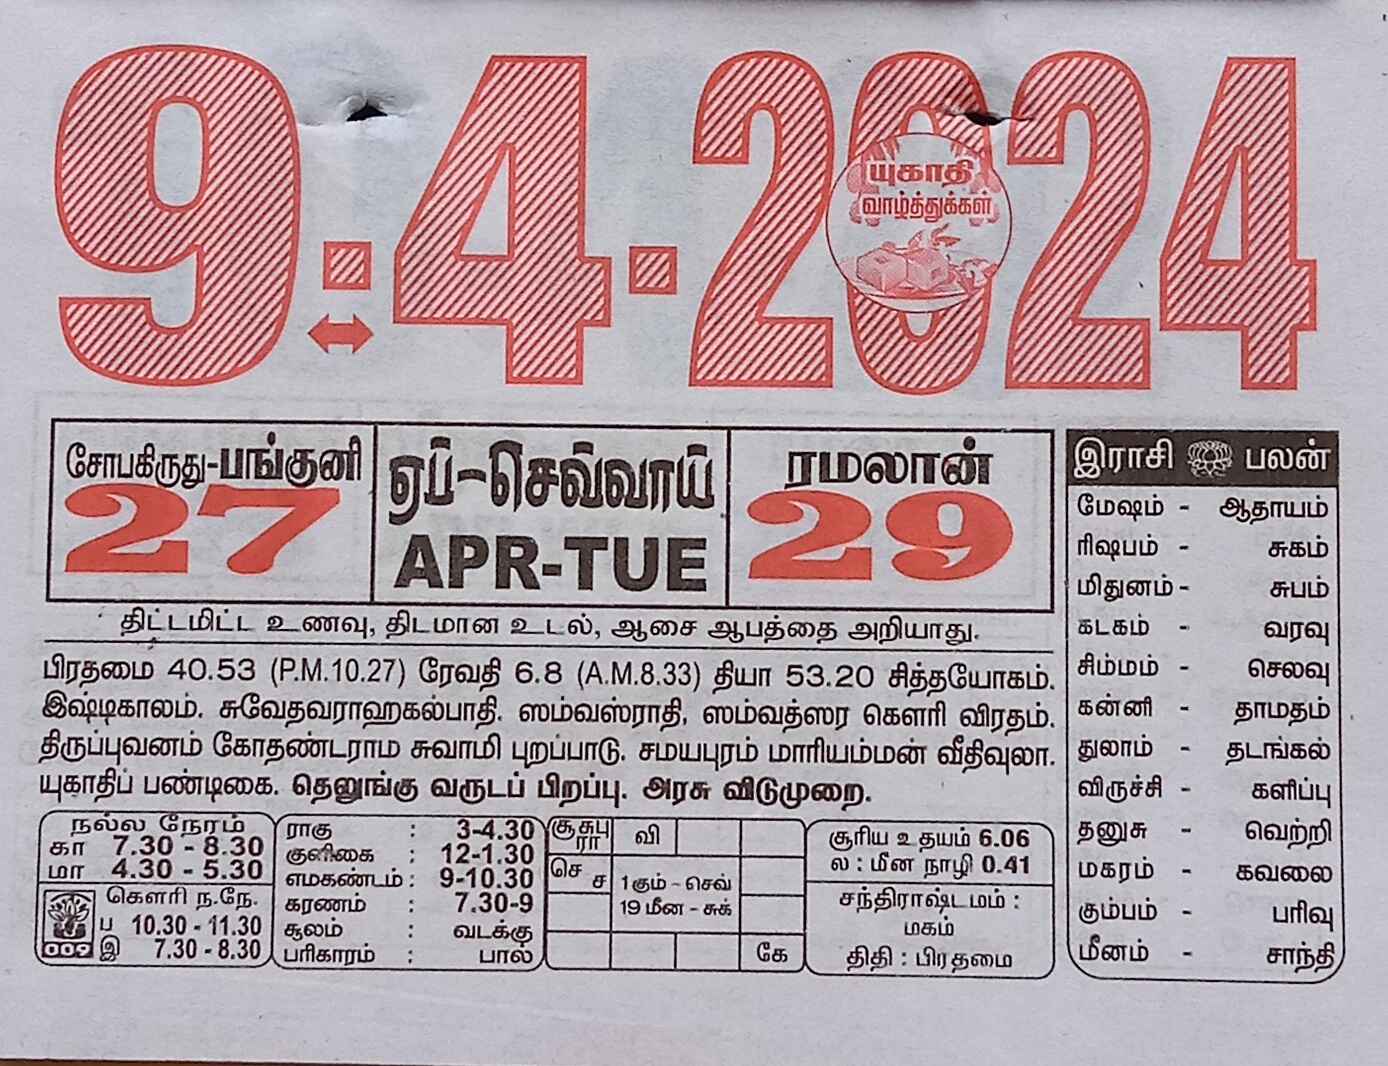 9.4.2024
யுகாதி
வாழ்த்துக்கள்
சோபகிருது-பங்குனி
27
ஏப்-செவ்வாய்
APR-TUE
ரமலான்
29
திட்டமிட்ட உணவு, திடமான உடல், ஆசை ஆபத்தை அறியாது.
பிரதமை 40.53 (P.M.10.27) ரேவதி 6.8 (A.M.8.33) தியா 53.20 சித்தயோகம்.
இஷ்டிகாலம். சுவேதவராஹகல்பாதி. ஸம்வஸ்ராதி, ஸம்வத்ஸர கௌரி விரதம்.
திருப்புவனம் கோதண்டராம சுவாமி புறப்பாடு. சமயபுரம் மாரியம்மன் வீதிவுலா.
யுகாதிப் பண்டிகை. தெலுங்கு வருடப் பிறப்பு. அரசு விடுமுறை.
நல்ல நேரம்
கா 7.30 - 8.30
மா 4.30 - 5.30
கௌரி ந.நே.
ப 10.30 - 11.30
இ 7.30 - 8.30
009
ராகு : 3-4.30
குளிகை : 12-1.30
எமகண்டம் : 9-10.30
கரணம் : 7.30-9
சூலம் : வடக்கு
பரிகாரம் : பால்
சூசுபு
ரா
வி
செ
ச
1 கும் - செவ்
19 மீன - சுக்
கே
சூரிய உதயம் 6.06
ல : மீன நாழி 0.41
சந்திராஷ்டமம் :
மகம்
திதி : பிரதமை
இராசி பலன்
மேஷம் - ஆதாயம்
ரிஷபம் - சுகம்
மிதுனம் - சுபம்
கடகம் - வரவு
சிம்மம் - செலவு
கன்னி - தாமதம்
துலாம் - தடங்கல்
விருச்சி - களிப்பு
தனுசு - வெற்றி
மகரம் - கவலை
கும்பம் - பரிவு
மீனம் - சாந்தி